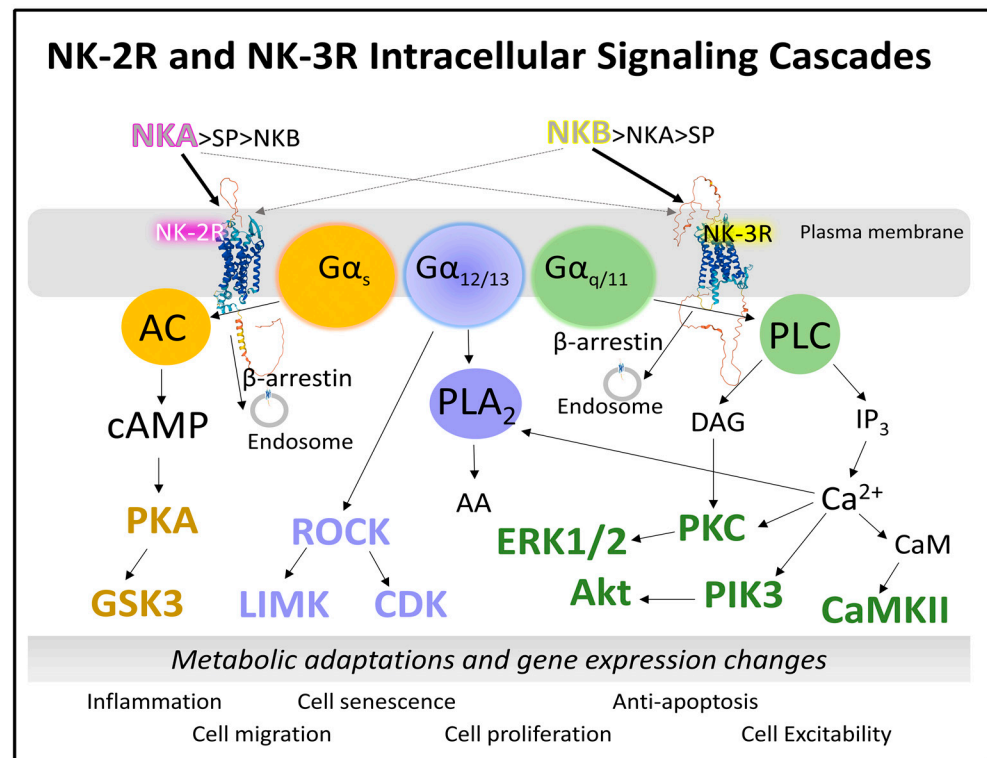 NK-2R and NK-3R Intracellular Signaling Cascades
NKA>SP>NKB
NKB>NKA>SP
NK-2R
NK-3R
Plasma membrane
Gαs
Gα12/13
Gαq/11
AC
PLC
β-arrestin
Endosome
β-arrestin
Endosome
cAMP
PLA2
DAG
IP3
AA
Ca2+
PKA
ROCK
ERK1/2
PKC
CaM
GSK3
LIMK
CDK
Akt
PIK3
CaMKII
Metabolic adaptations and gene expression changes
Inflammation
Cell senescence
Anti-apoptosis
Cell migration
Cell proliferation
Cell Excitability